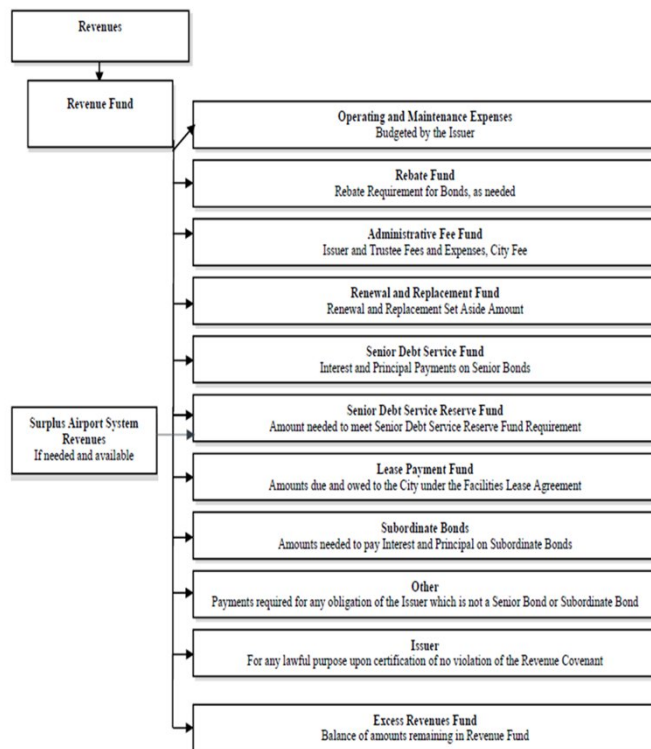 Revenues
Revenue Fund
Operating and Maintenance Expenses
Budgeted by the Issuer
Rebate Fund
Rebate Requirement for Bonds, as needed
Administrative Fee Fund
Issuer and Trustee Fees and Expenses, City Fee
Renewal and Replacement Fund
Renewal and Replacement Set Aside Amount
Senior Debt Service Fund
Interest and Principal Payments on Senior Bonds
Surplus Airport System
Revenues
If needed and available
Senior Debt Service Reserve Fund
Amount needed to meet Senior Debt Service Reserve Fund Requirement
Lease Payment Fund
Amounts due and owed to the City under the Facilities Lease Agreement
Subordinate Bonds
Amounts needed to pay Interest and Principal on Subordinate Bonds
Other
Payments required for any obligation of the Issuer which is not a Senior Bond or Subordinate Bond
Issuer
For any lawful purpose upon certification of no violation of the Revenue Covenant
Excess Revenues Fund
Balance of amounts remaining in Revenue Fund